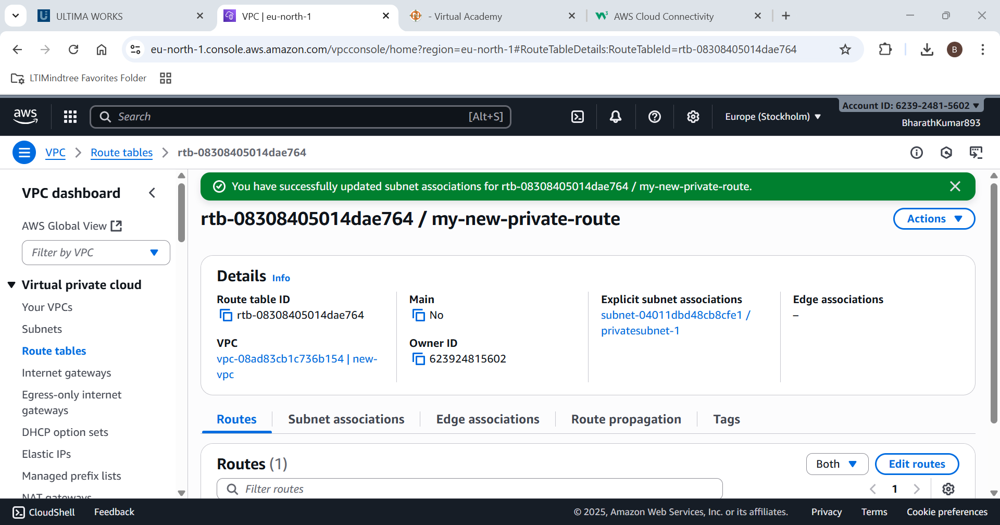 ULTIMA WORKS
VPC | eu-north-1
- Virtual Academy
AWS Cloud Connectivity
eu-north-1.console.aws.amazon.com/vpcconsole/home?region=eu-north-1#RouteTableDetails:RouteTableId=rtb-08308405014dae764
B
LTIMindtree Favorites Folder
aws
Search
[Alt+S]
Europe (Stockholm)
Account ID: 6239-2481-5602
BharathKumar893
VPC
Route tables
rtb-08308405014dae764
VPC dashboard
AWS Global View
Filter by VPC
Virtual private cloud
Your VPCs
Subnets
Route tables
Internet gateways
Egress-only internet
gateways
DHCP option sets
Elastic IPs
Managed prefix lists
NAT gateways
You have successfully updated subnet associations for rtb-08308405014dae764 / my-new-private-route.
rtb-08308405014dae764 / my-new-private-route
Actions
Details Info
Route table ID
rtb-08308405014dae764
VPC
vpc-08ad83cb1c736b154 | new-
vpc
Main
No
Owner ID
623924815602
Explicit subnet associations
subnet-04011dbd48cb8cfe1 /
privatesubnet-1
Edge associations
–
Routes
Subnet associations
Edge associations
Route propagation
Tags
Routes (1)
Both
Edit routes
Filter routes
1
CloudShell
Feedback
© 2025, Amazon Web Services, Inc. or its affiliates.
Privacy
Terms
Cookie preferences